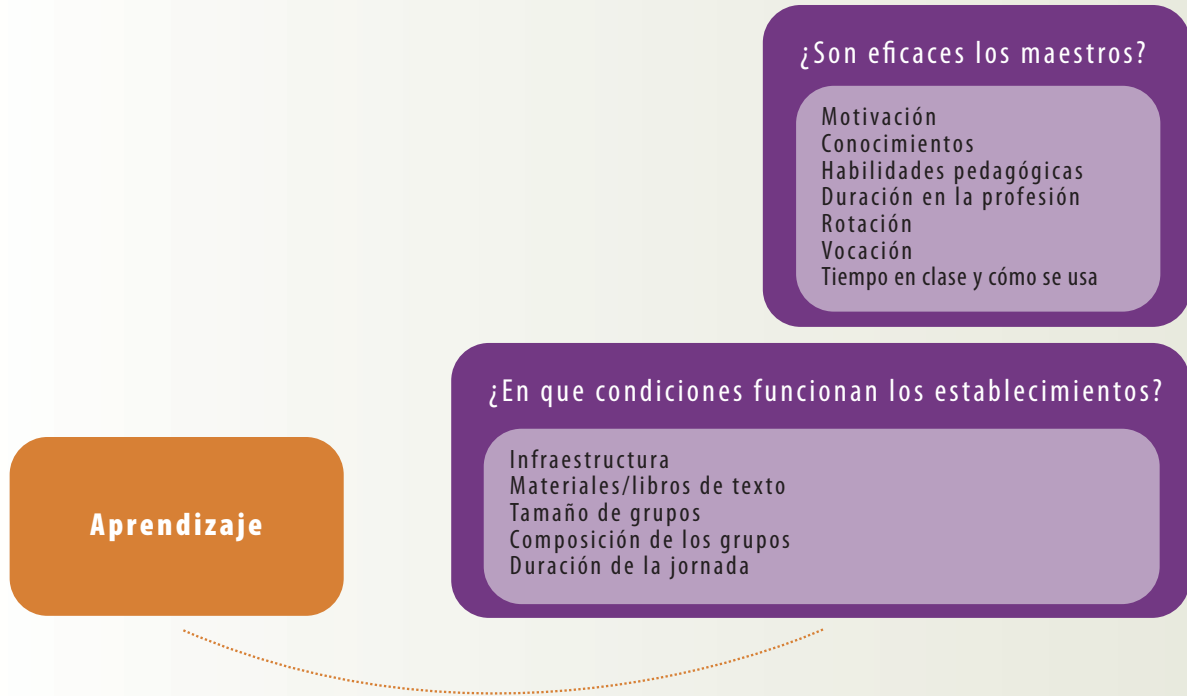 ¿Son eficaces los maestros?
Motivación
Conocimientos
Habilidades pedagógicas
Duración en la profesión
Rotación
Vocación
Tiempo en clase y cómo se usa
¿En que condiciones funcionan los establecimientos?
Infraestructura
Materiales/libros de texto
Tamaño de grupos
Composición de los grupos
Duración de la jornada
Aprendizaje